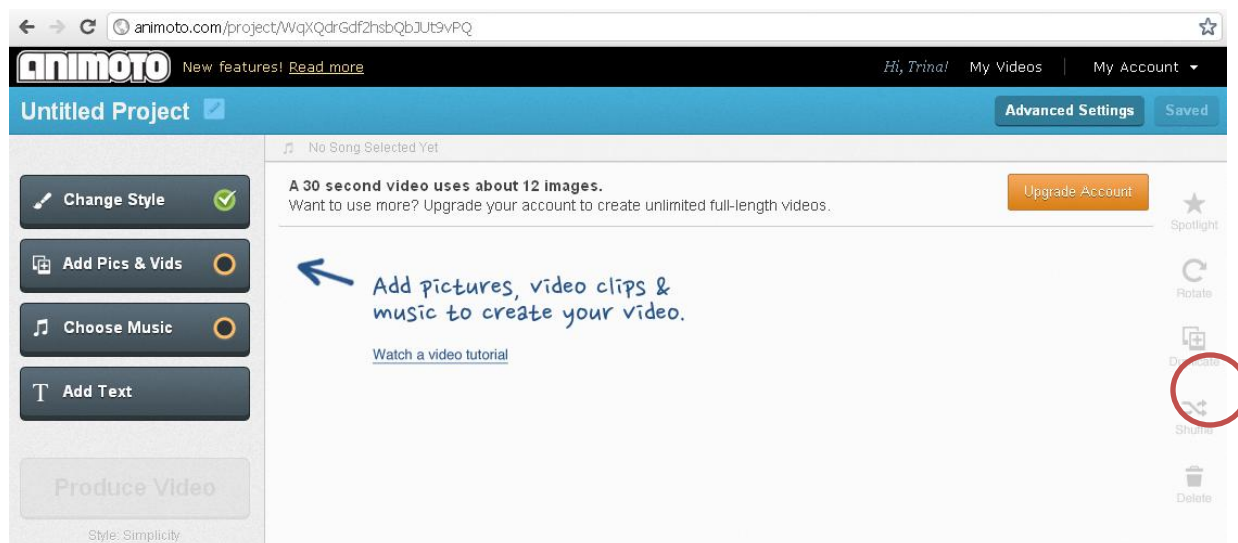 animoto.com/project/WqXQdrGdf2hsbQbJUt9vPQ
animoto New features! Read more Hi, Trina! My Videos | My Account
Untitled Project Advanced Settings Saved
No Song Selected Yet
Change Style
Add Pics & Vids
Choose Music
T Add Text
Produce Video
Style: Simplicity
A 30 second video uses about 12 images.
Want to use more? Upgrade your account to create unlimited full-length videos.
Upgrade Account
Add pictures, video clips &
music to create your video.
Watch a video tutorial
Spotlight
Rotate
Duplicate
Shuffle
Delete